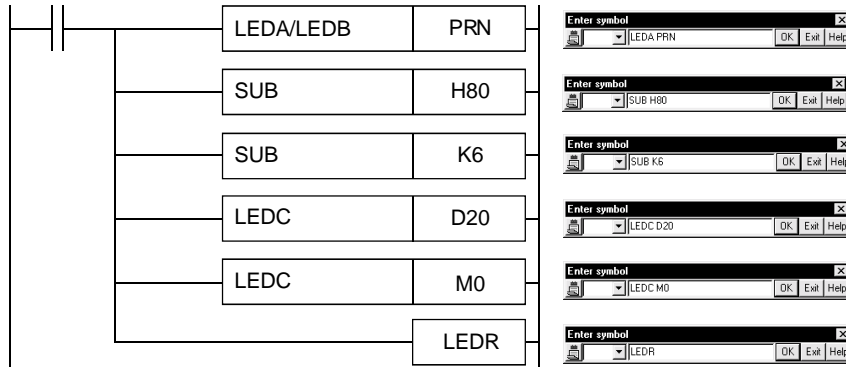 LEDA/LEDB PRN
Enter symbol
LEDA PRN OK Exit Help
SUB H80
Enter symbol
SUB H80 OK Exit Help
SUB K6
Enter symbol
SUB K6 OK Exit Help
LEDC D20
Enter symbol
LEDC D20 OK Exit Help
LEDC M0
Enter symbol
LEDC M0 OK Exit Help
LEDR
Enter symbol
LEDR OK Exit Help